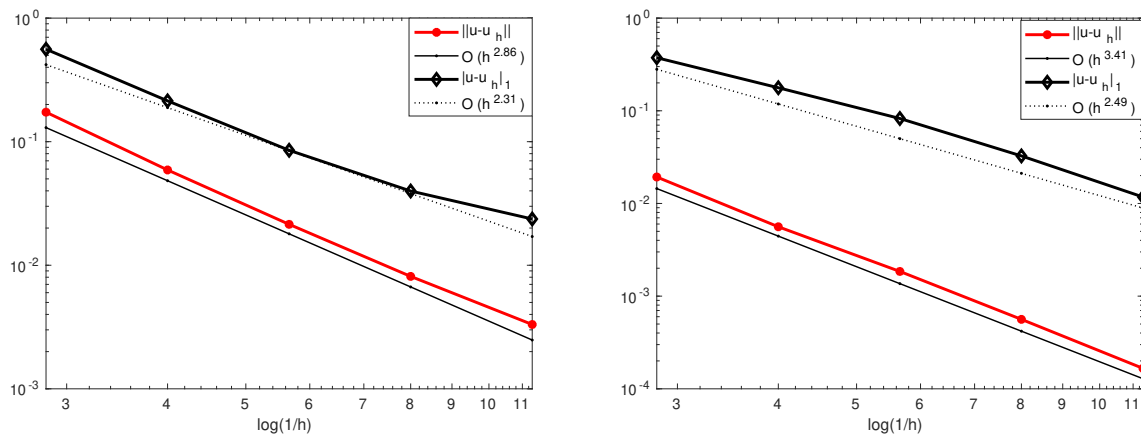 10^0
10^-1
10^-2
10^-3
3 4 5 6 7 8 9 10 11
log(1/h)
||u-u_h||
O (h^2.86)
|u-u_h|_1
O (h^2.31)
10^0
10^-1
10^-2
10^-3
10^-4
3 4 5 6 7 8 9 10 11
log(1/h)
||u-u_h||
O (h^3.41)
|u-u_h|_1
O (h^2.49)